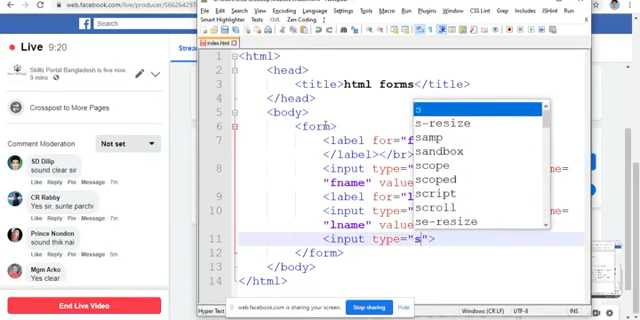 web.facebook.com/live/producer/566264297
Live 9:20
Skills Portal Bangladesh is live now
9 mins
Crosspost to More Pages
Comment Moderation
Not set
SD Dilip
sound clear sir
Like Reply Pin Message 7m
CR Rabby
Yes sir, sunte parchi
Like Reply Pin Message 7m
Prince Nondon
sound thik nai
Like Reply Pin Message 7m
Mgm Arko
Yes clear
Like Reply Pin Message
End Live Video
File Edit Search View Encoding Language Settings Tools Macro Run Plugins Window CSS Lint Grep Includes JSHint Run
Smart Highlighter Tests XML Zen Coding
index.html
1 <html>
2 <head>
3 <title>html forms</title>
4 </head>
5 <body>
6 <form>
7 <label for="f
</label></br>
8 <input type= me=
"fname" value
9 <label for="l
10 <input type= me=
"lname" value
11 <input type="s">
12 </form>
13 </body>
14 </html>
s
s-resize
samp
sandbox
scope
scoped
script
scroll
se-resize
web.facebook.com is sharing your screen.
Stop sharing
Hide
Hyper Text
Windows (CR LF)
UTF-8
INS